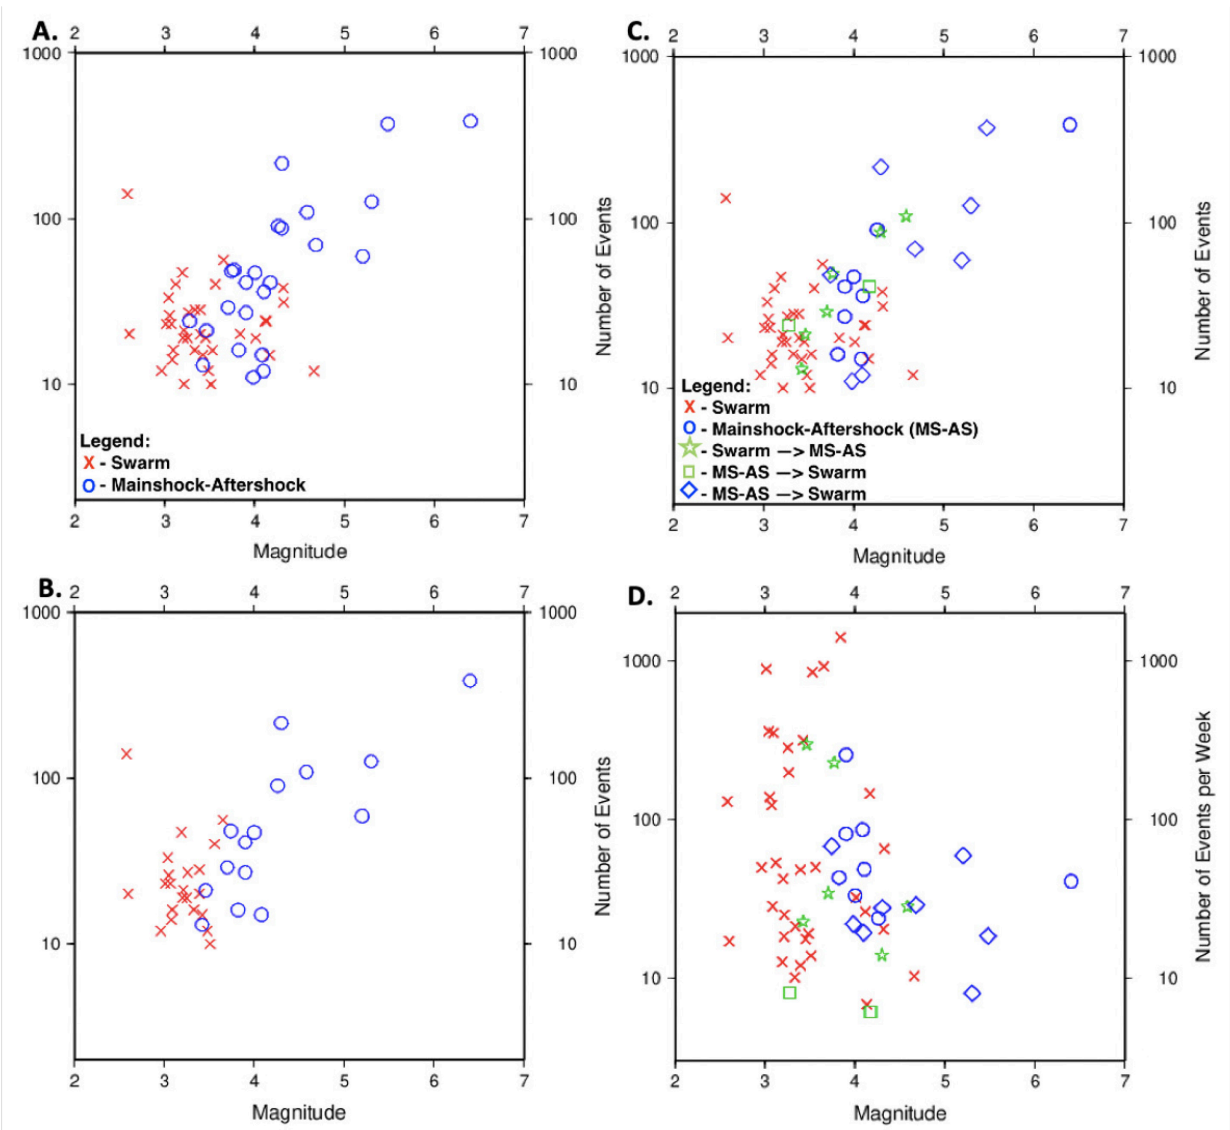 A.
2 3 4 5 6 7
1000 1000
100 100
10 10
Number of Events
Legend:
X - Swarm
O - Mainshock-Aftershock
2 3 4 5 6 7
Magnitude
C.
2 3 4 5 6 7
1000 1000
100 100
10 10
Number of Events
Legend:
X - Swarm
O - Mainshock-Aftershock (MS-AS)
- Swarm —> MS-AS
- MS-AS —> Swarm
- MS-AS —> Swarm
2 3 4 5 6 7
Magnitude
B.
2 3 4 5 6 7
1000 1000
100 100
10 10
Number of Events
2 3 4 5 6 7
Magnitude
D.
2 3 4 5 6 7
1000 1000
100 100
10 10
Number of Events per Week
2 3 4 5 6 7
Magnitude